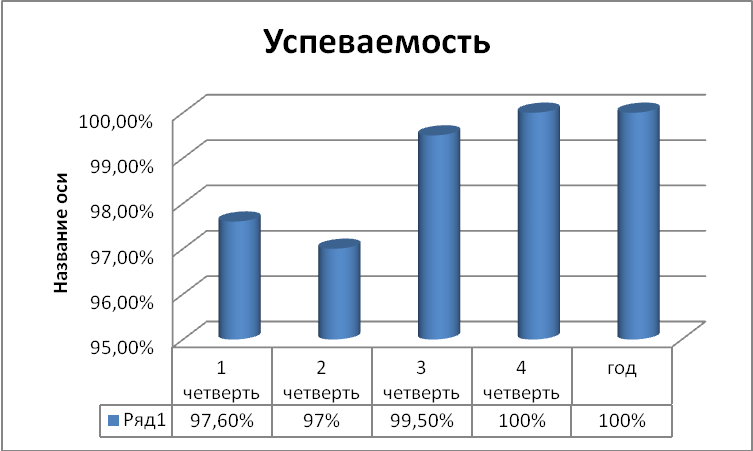 Успеваемость
Название оси
100,00%
99,00%
98,00%
97,00%
96,00%
95,00%
1 четверть
2 четверть
3 четверть
4 четверть
год
Ряд1 97,60% 97% 99,50% 100% 100%